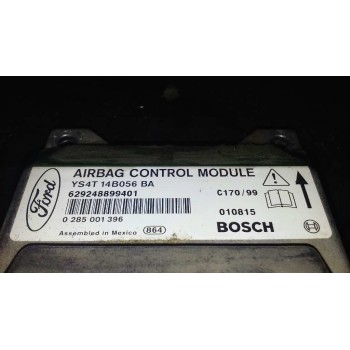 Ford
AIRBAG CONTROL MODULE
YS4T 14B056 BA
629248899401
C170/99
010815
0 285 001 396
Assembled in Mexico 864
BOSCH